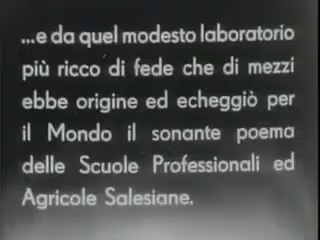 ...e da quel modesto laboratorio
più ricco di fede che di mezzi
ebbe origine ed echeggiò per
il Mondo il sonante poema
delle Scuole Professionali ed
Agricole Salesiane.